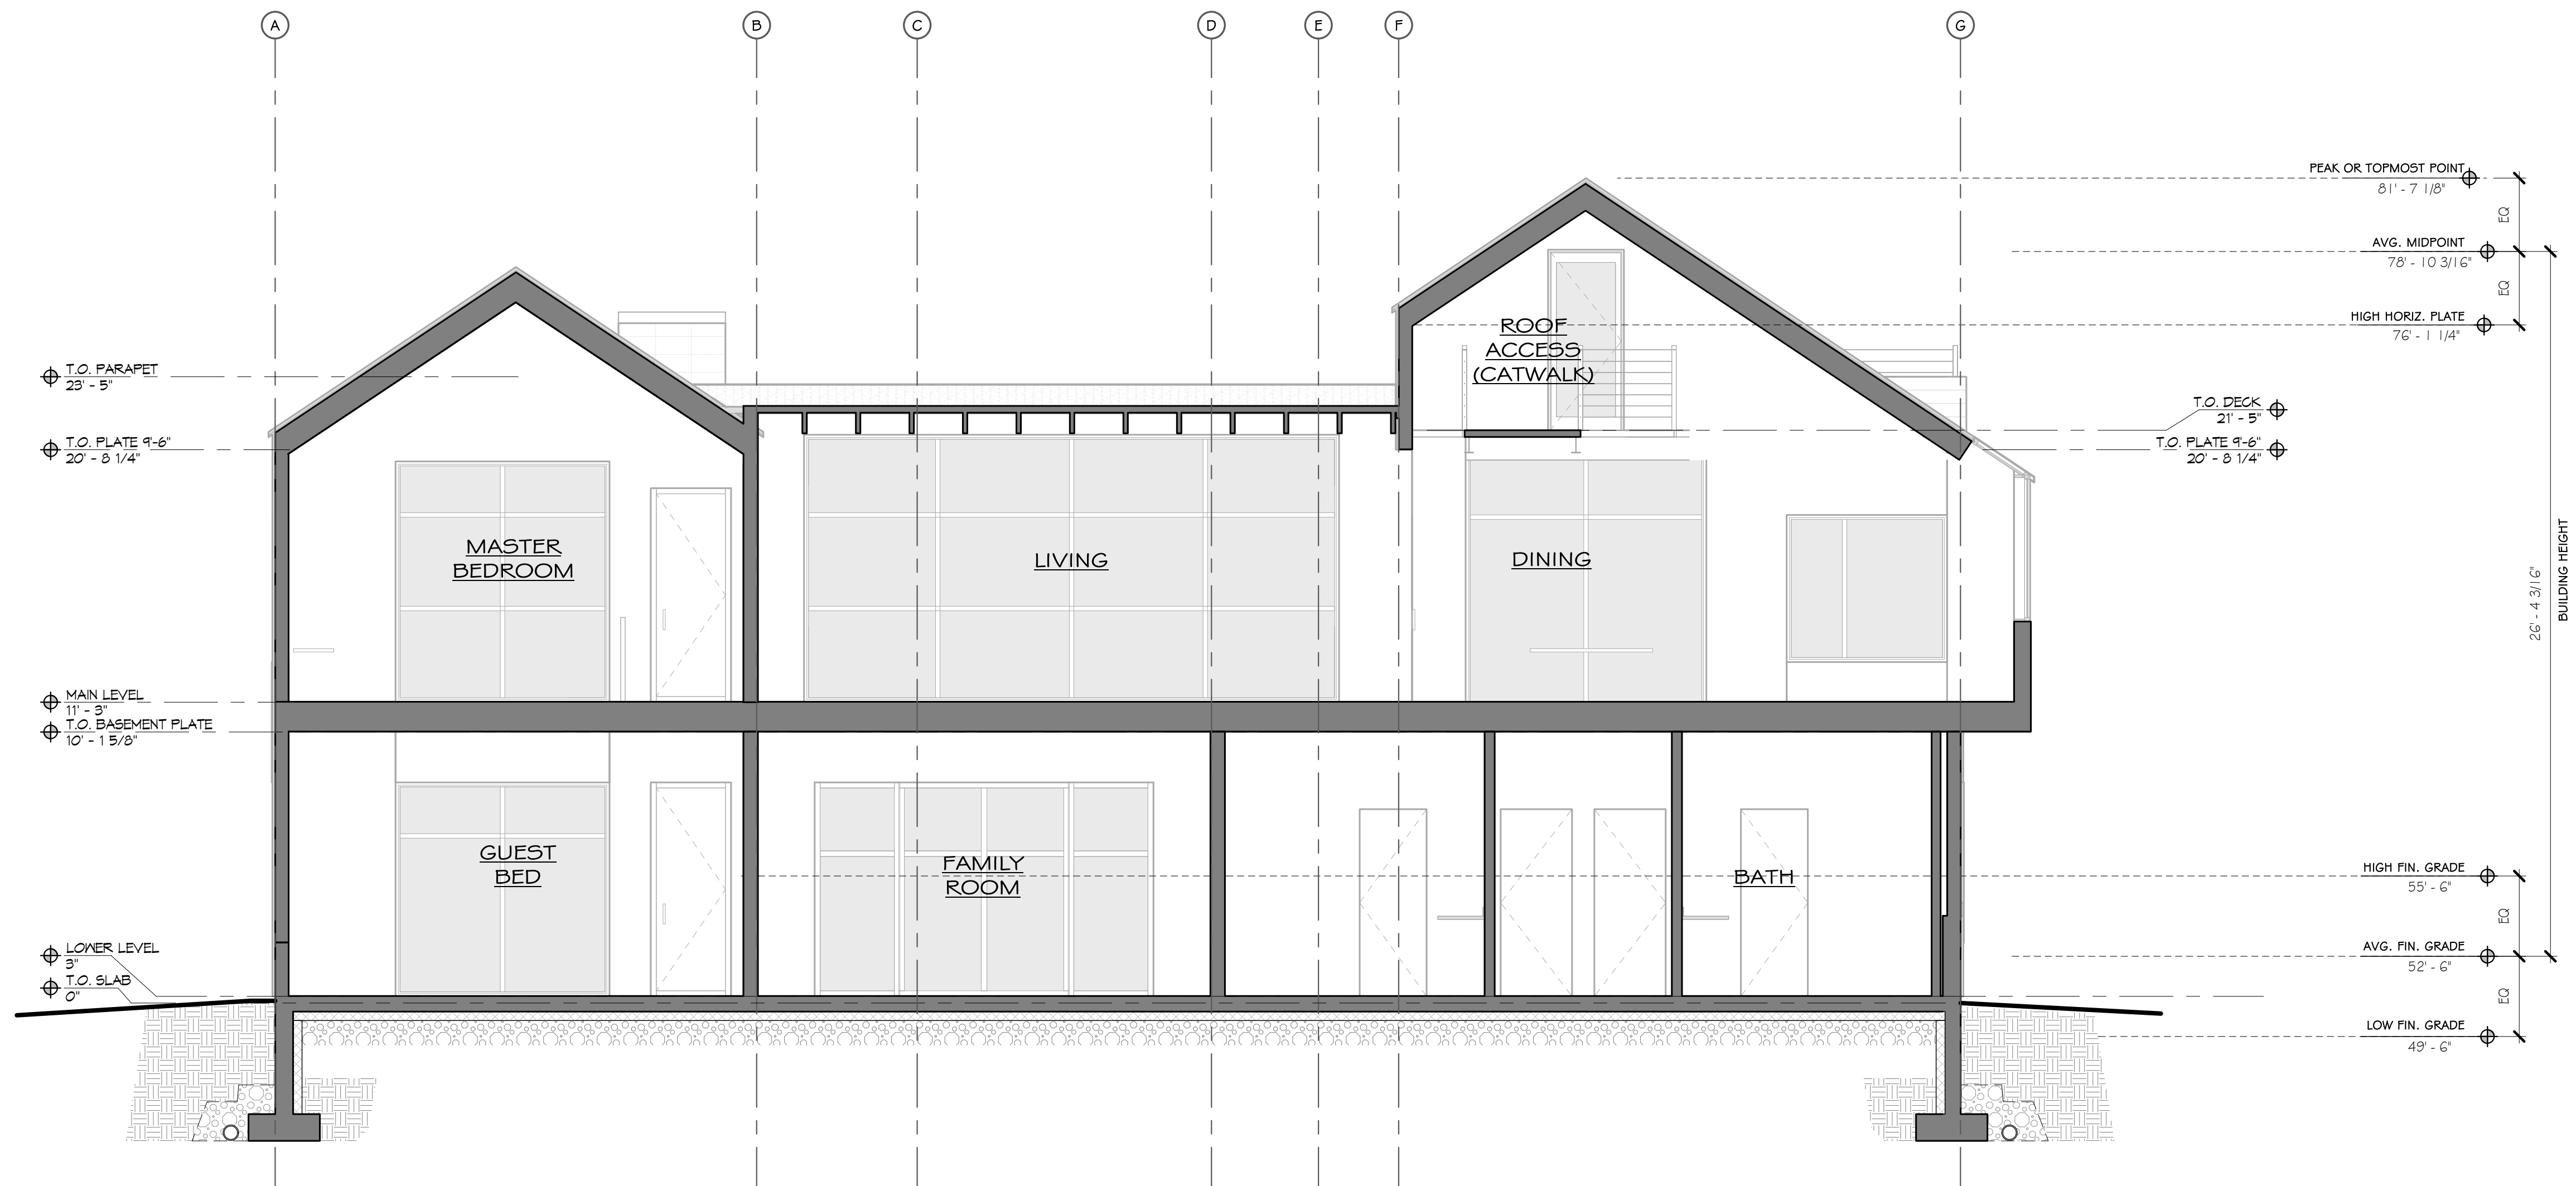 A
B
C
D
E
F
G
PEAK OR TOPMOST POINT
81' - 7 1/8"
EQ
AVG. MIDPOINT
78' - 10 3/16"
EQ
HIGH HORIZ. PLATE
76' - 1 1/4"
ROOF
ACCESS
(CATWALK)
T.O. PARAPET
23' - 5"
T.O. DECK
21' - 5"
T.O. PLATE 9'-6"
20' - 8 1/4"
T.O. PLATE 9'-6"
20' - 8 1/4"
MASTER
BEDROOM
LIVING
DINING
26' - 4 3/16"
BUILDING HEIGHT
MAIN LEVEL
11' - 3"
T.O. BASEMENT PLATE
10' - 1 5/8"
GUEST
BED
FAMILY
ROOM
BATH
HIGH FIN. GRADE
55' - 6"
EQ
LOWER LEVEL
3"
AVG. FIN. GRADE
52' - 6"
T.O. SLAB
0"
EQ
LOW FIN. GRADE
49' - 6"